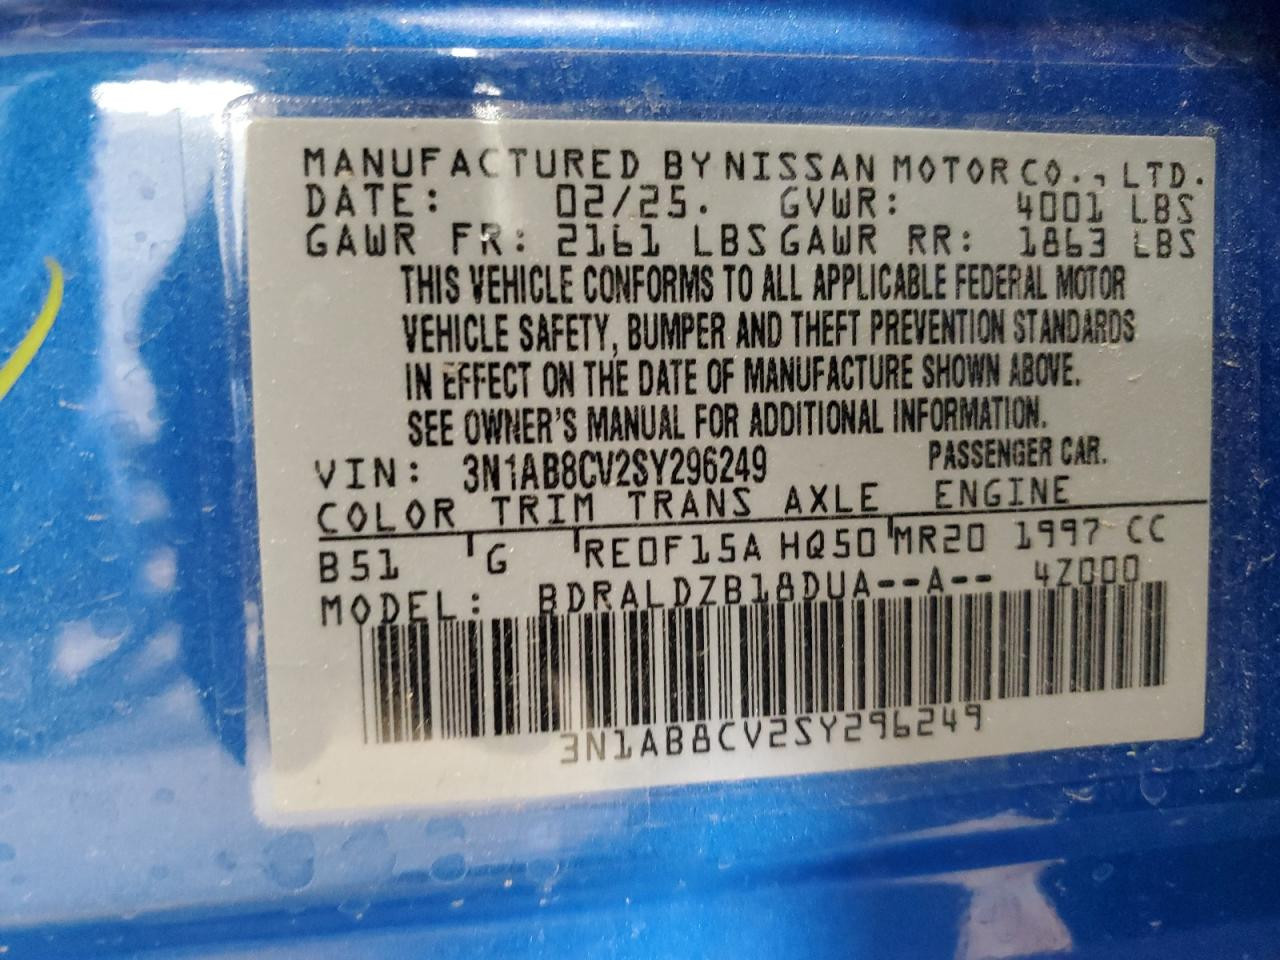 MANUFACTURED BY NISSAN MOTOR CO., LTD.
DATE: 02/25. GVWR: 4001 LBS
GAWR FR: 2161 LBS GAWR RR: 1863 LBS
THIS VEHICLE CONFORMS TO ALL APPLICABLE FEDERAL MOTOR
VEHICLE SAFETY, BUMPER AND THEFT PREVENTION STANDARDS
IN EFFECT ON THE DATE OF MANUFACTURE SHOWN ABOVE.
SEE OWNER'S MANUAL FOR ADDITIONAL INFORMATION.
VIN: 3N1AB8CV2SY296249 PASSENGER CAR.
COLOR TRIM TRANS AXLE ENGINE
B51 G RE0F15A HQ50 MR20 1997 CC
MODEL: BDRALDZB18DUA--A-- 4Z000
3N1AB8CV2SY296249